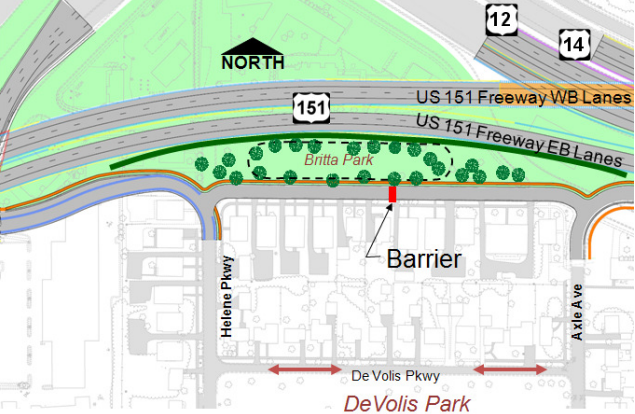 12
14
NORTH
151
US 151 Freeway WB Lanes
US 151 Freeway EB Lanes
Britta Park
Barrier
Helene Pkwy
Axle Ave
De Volis Pkwy
DeVolis Park